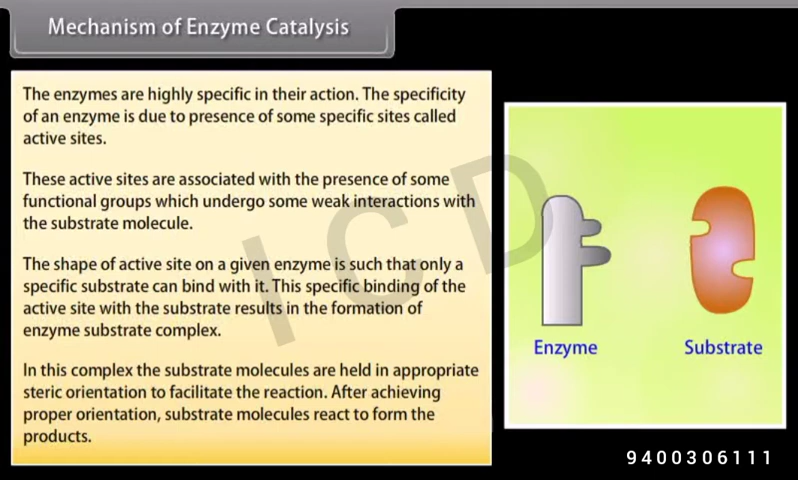 Mechanism of Enzyme Catalysis
The enzymes are highly specific in their action. The specificity
of an enzyme is due to presence of some specific sites called
active sites.
These active sites are associated with the presence of some
functional groups which undergo some weak interactions with
the substrate molecule.
The shape of active site on a given enzyme is such that only a
specific substrate can bind with it. This specific binding of the
active site with the substrate results in the formation of
enzyme substrate complex.
In this complex the substrate molecules are held in appropriate
steric orientation to facilitate the reaction. After achieving
proper orientation, substrate molecules react to form the
products.
ICD
Enzyme
Substrate
9400306111